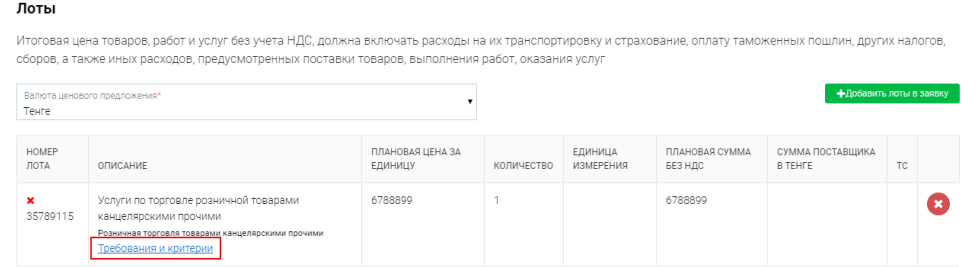 Лоты
Итоговая цена товаров, работ и услуг без учета НДС, должна включать расходы на их транспортировку и страхование, оплату таможенных пошлин, других налогов,
сборов, а также иных расходов, предусмотренных поставки товаров, выполнения работ, оказания услуг
Валюта ценового предложения*
Тенге
+Добавить лоты в заявку
НОМЕР ЛОТА
ОПИСАНИЕ
ПЛАНОВАЯ ЦЕНА ЗА ЕДИНИЦУ
КОЛИЧЕСТВО
ЕДИНИЦА ИЗМЕРЕНИЯ
ПЛАНОВАЯ СУММА БЕЗ НДС
СУММА ПОСТАВЩИКА В ТЕНГЕ
ТС
35789115
Услуги по торговле розничной товарами
канцелярскими прочими
Розничная торговля товарами канцелярскими прочими
Требования и критерии
6788899
1
6788899